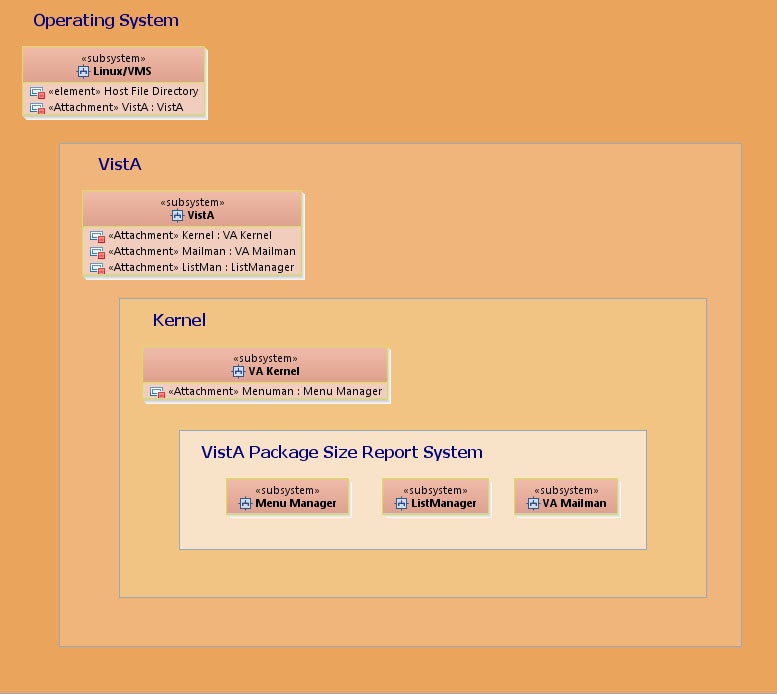 Operating System
«subsystem»
Linux/VMS
«element» Host File Directory
«Attachment» VistA : VistA
VistA
«subsystem»
VistA
«Attachment» Kernel : VA Kernel
«Attachment» Mailman : VA Mailman
«Attachment» ListMan : ListManager
Kernel
«subsystem»
VA Kernel
«Attachment» Menuman : Menu Manager
VistA Package Size Report System
«subsystem»
Menu Manager
«subsystem»
ListManager
«subsystem»
VA Mailman